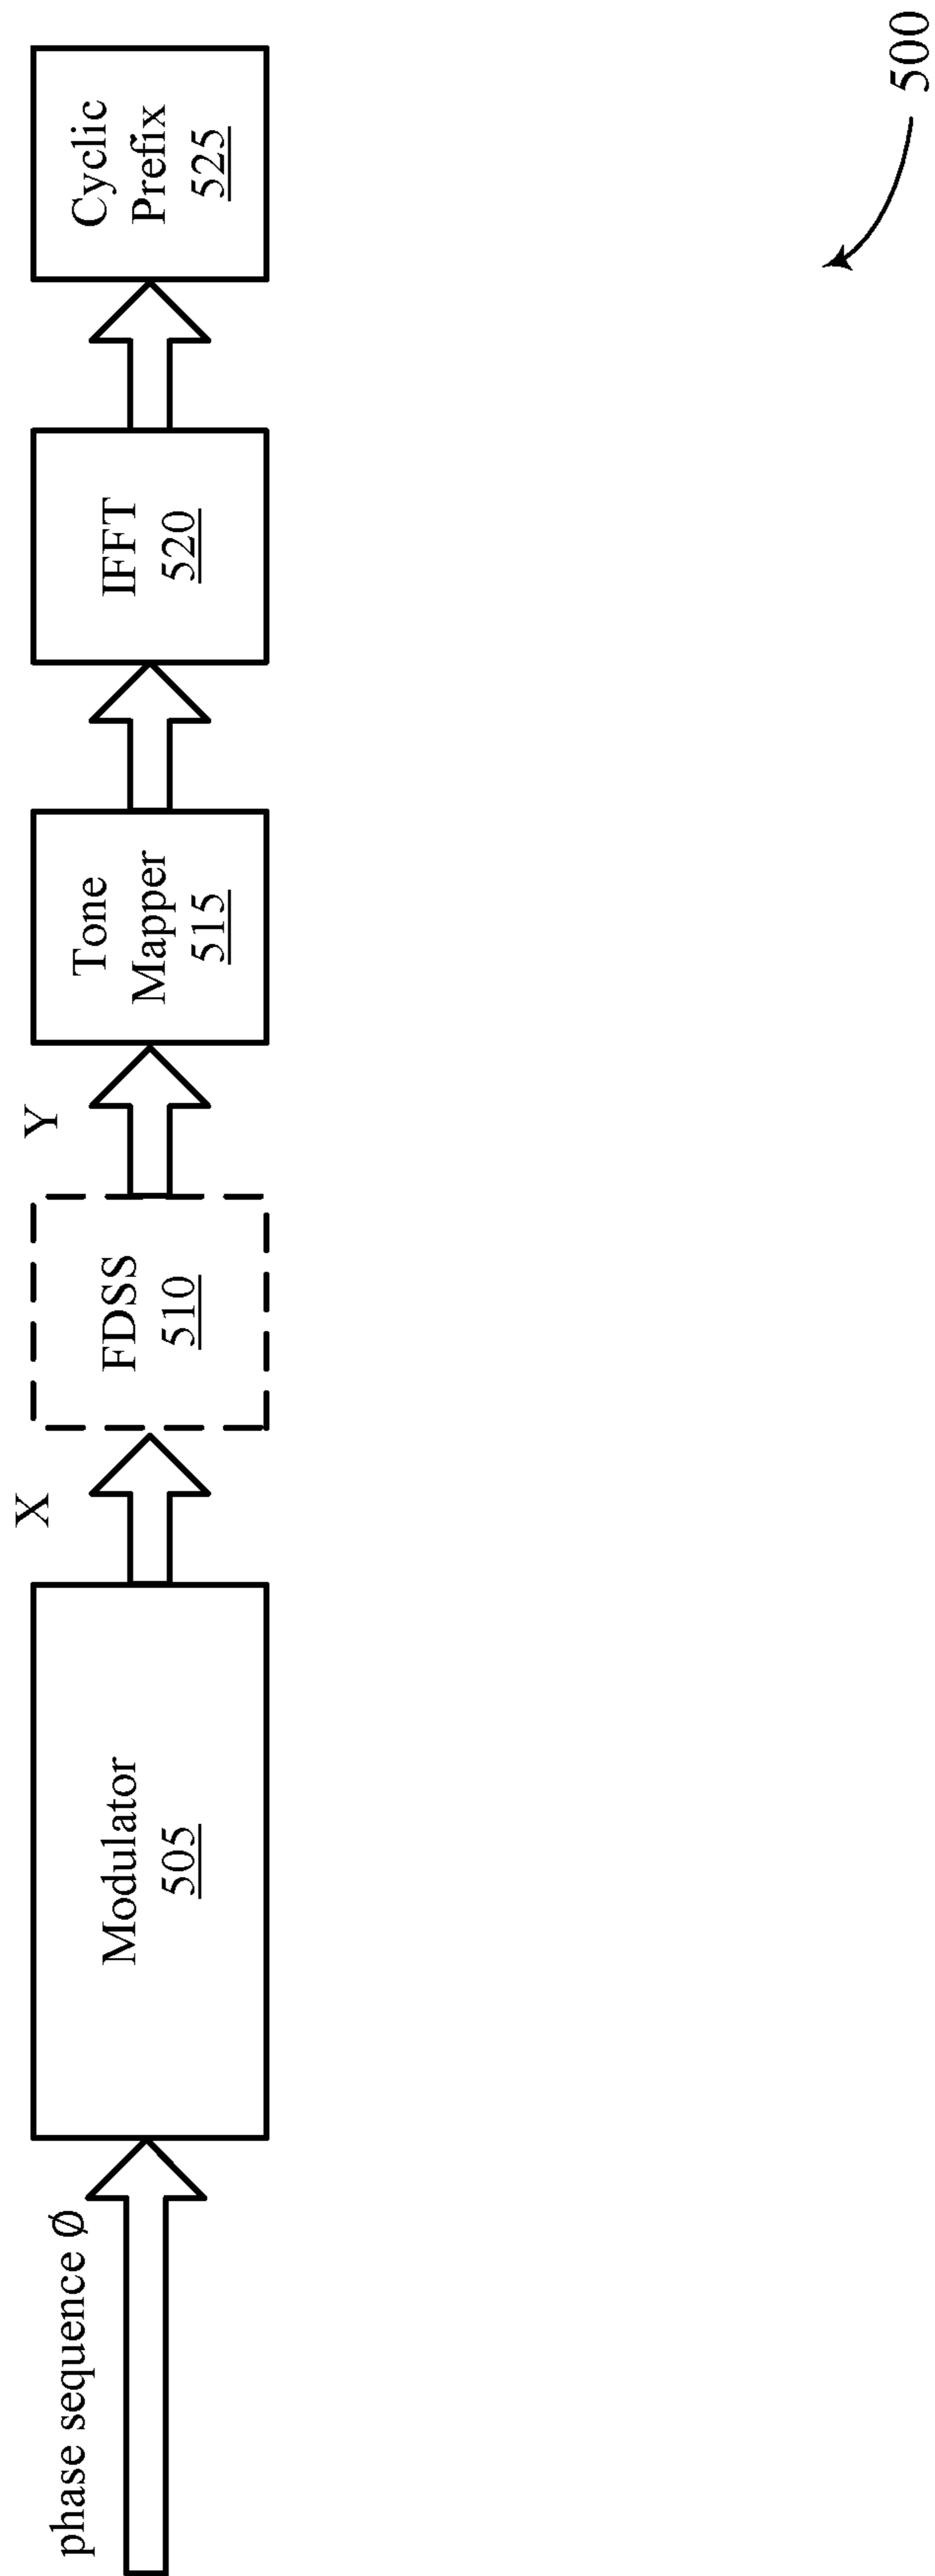 phase sequence Ø
Modulator
505
X
FDSS
510
Y
Tone
Mapper
515
IFFT
520
Cyclic
Prefix
525
500